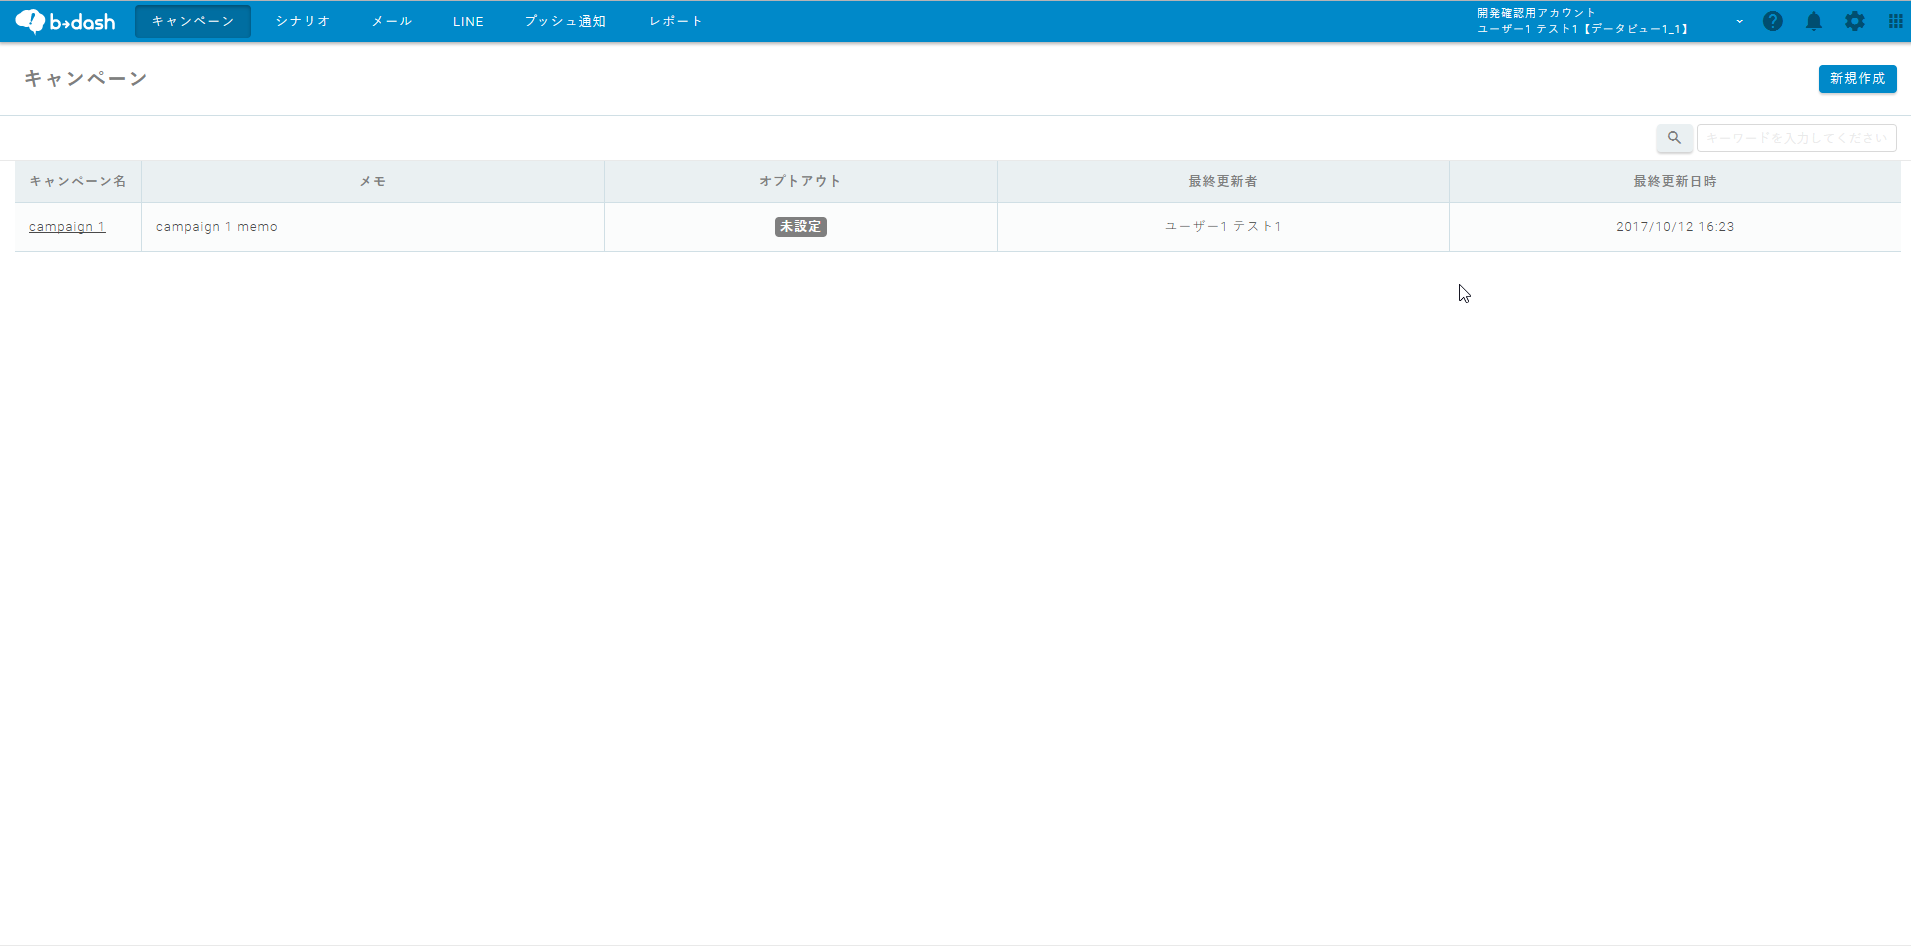 b→dash キャンペーン シナリオ メール LINE プッシュ通知 レポート
開発確認用アカウント
ユーザー1 テスト1【データビュー1_1】
キャンペーン
新規作成
キーワードを入力してください
キャンペーン名 メモ オプトアウト 最終更新者 最終更新日時
campaign 1 campaign 1 memo 未設定 ユーザー1 テスト1 2017/10/12 16:23